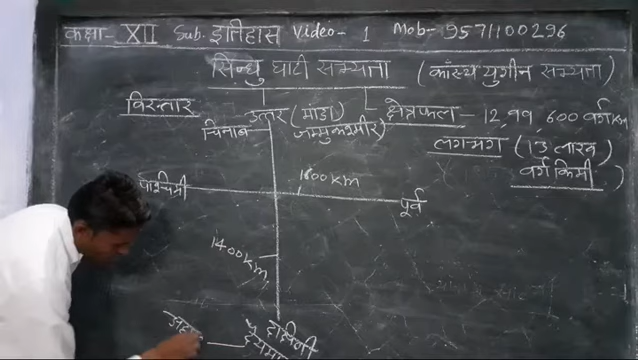 कक्षा- XII Sub. इतिहास Video- 1 Mob- 9571100296
सिन्धु घाटी सभ्यता (काँस्य युगीन सभ्यता)
विस्तार
उत्तर (मांडा) क्षेत्रफल - 12,99,600 वर्ग Km
चिनाब जम्मु कश्मीर)
लगभग (13 लाख
वर्ग किमी)
1600 Km
पश्चिमी
पूर्व
1400 Km
दक्षिणी